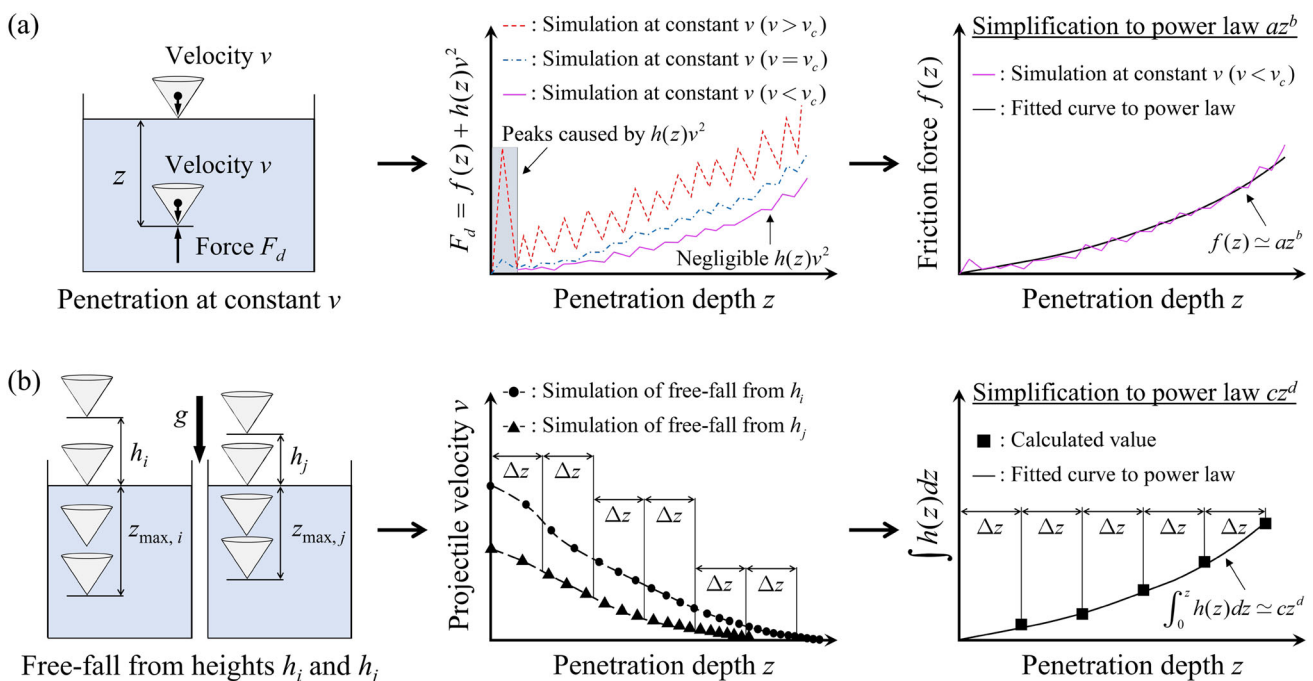 (a)
Velocity v
z
Velocity v
Force F_d
Penetration at constant v
F_d = f(z) + h(z)v²
: Simulation at constant v (v > v_c)
: Simulation at constant v (v = v_c)
: Simulation at constant v (v < v_c)
Peaks caused by h(z)v²
Negligible h(z)v²
Penetration depth z
Simplification to power law az^b
Friction force f(z)
: Simulation at constant v (v < v_c)
: Fitted curve to power law
f(z) ≃ az^b
Penetration depth z
(b)
g
h_i
h_j
z_max, i
z_max, j
Free-fall from heights h_i and h_j
Projectile velocity v
: Simulation of free-fall from h_i
: Simulation of free-fall from h_j
Δz Δz
Δz Δz
Δz Δz
Penetration depth z
Simplification to power law cz^d
∫h(z)dz
: Calculated value
: Fitted curve to power law
Δz Δz Δz Δz Δz
∫_0^z h(z)dz ≃ cz^d
Penetration depth z